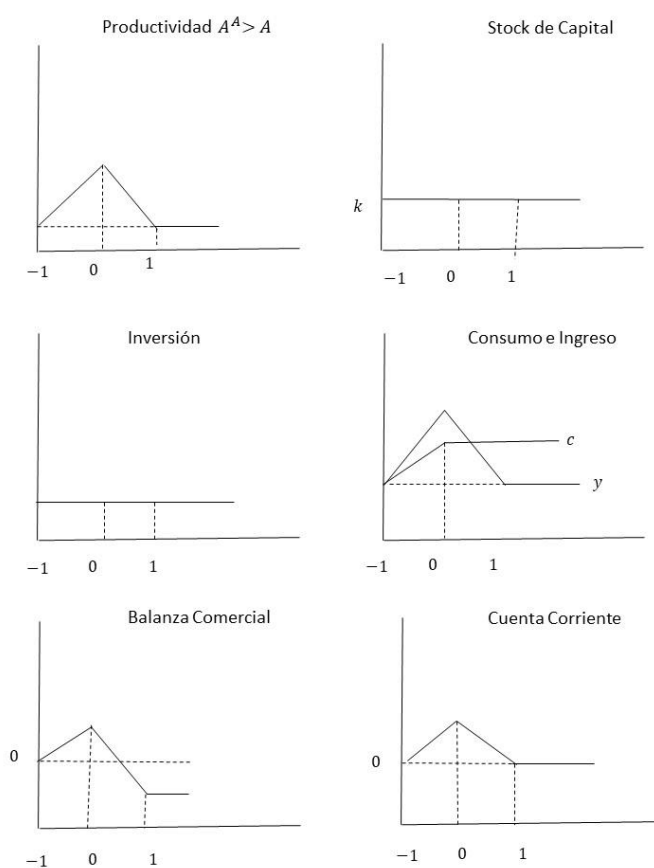 Productividad Aᴬ> A
−1 0 1
Stock de Capital
k
−1 0 1
Inversión
−1 0 1
Consumo e Ingreso
c
y
−1 0 1
Balanza Comercial
0
−1 0 1
Cuenta Corriente
0
−1 0 1